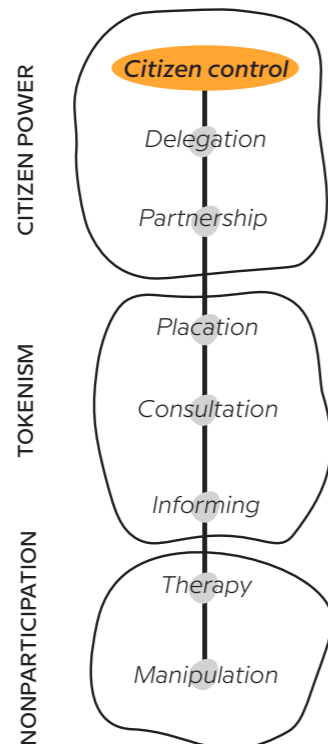 CITIZEN POWER
Citizen control
Delegation
Partnership
TOKENISM
Placation
Consultation
Informing
NONPARTICIPATION
Therapy
Manipulation